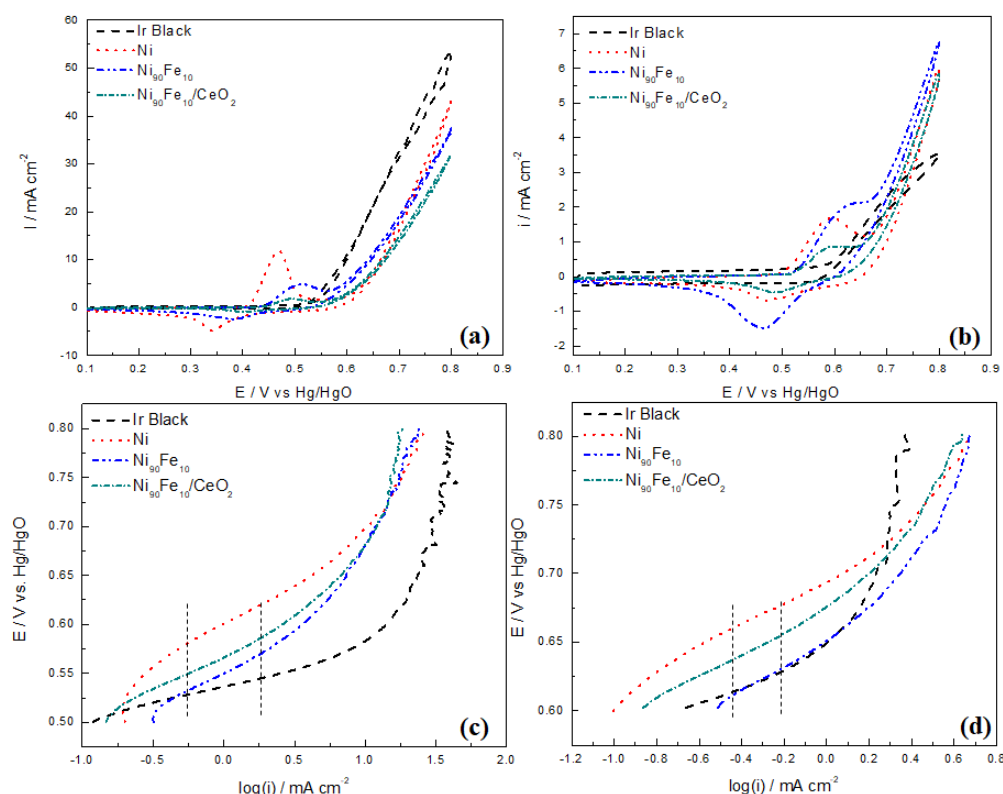 60
50
40
30
20
10
0
-10
I / mA cm⁻²
Ir Black
Ni
Ni₉₀Fe₁₀
Ni₉₀Fe₁₀/CeO₂
(a)
0.1 0.2 0.3 0.4 0.5 0.6 0.7 0.8 0.9
E / V vs Hg/HgO
7
6
5
4
3
2
1
0
-1
-2
i / mA cm⁻²
Ir Black
Ni
Ni₉₀Fe₁₀
Ni₉₀Fe₁₀/CeO₂
(b)
0.1 0.2 0.3 0.4 0.5 0.6 0.7 0.8 0.9
E / V vs Hg/HgO
0.80
0.75
0.70
0.65
0.60
0.55
0.50
E / V vs. Hg/HgO
Ir Black
Ni
Ni₉₀Fe₁₀
Ni₉₀Fe₁₀/CeO₂
(c)
-1.0 -0.5 0.0 0.5 1.0 1.5 2.0
log(i) / mA cm⁻²
0.80
0.75
0.70
0.65
0.60
E / V vs Hg/HgO
Ir Black
Ni
Ni₉₀Fe₁₀
Ni₉₀Fe₁₀/CeO₂
(d)
-1.2 -1.0 -0.8 -0.6 -0.4 -0.2 0.0 0.2 0.4 0.6 0.8
log(i) / mA cm⁻²